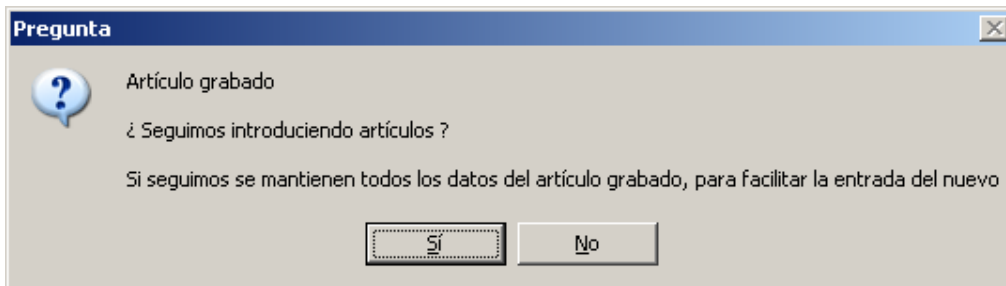 Pregunta
Artículo grabado
¿ Seguimos introduciendo artículos ?
Si seguimos se mantienen todos los datos del artículo grabado, para facilitar la entrada del nuevo
Sí No